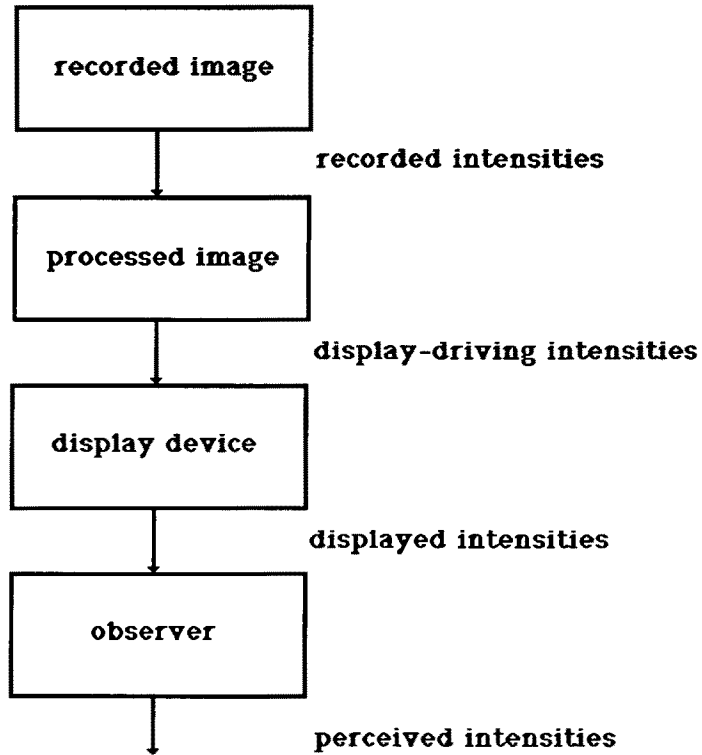 recorded image
recorded intensities
processed image
display-driving intensities
display device
displayed intensities
observer
perceived intensities